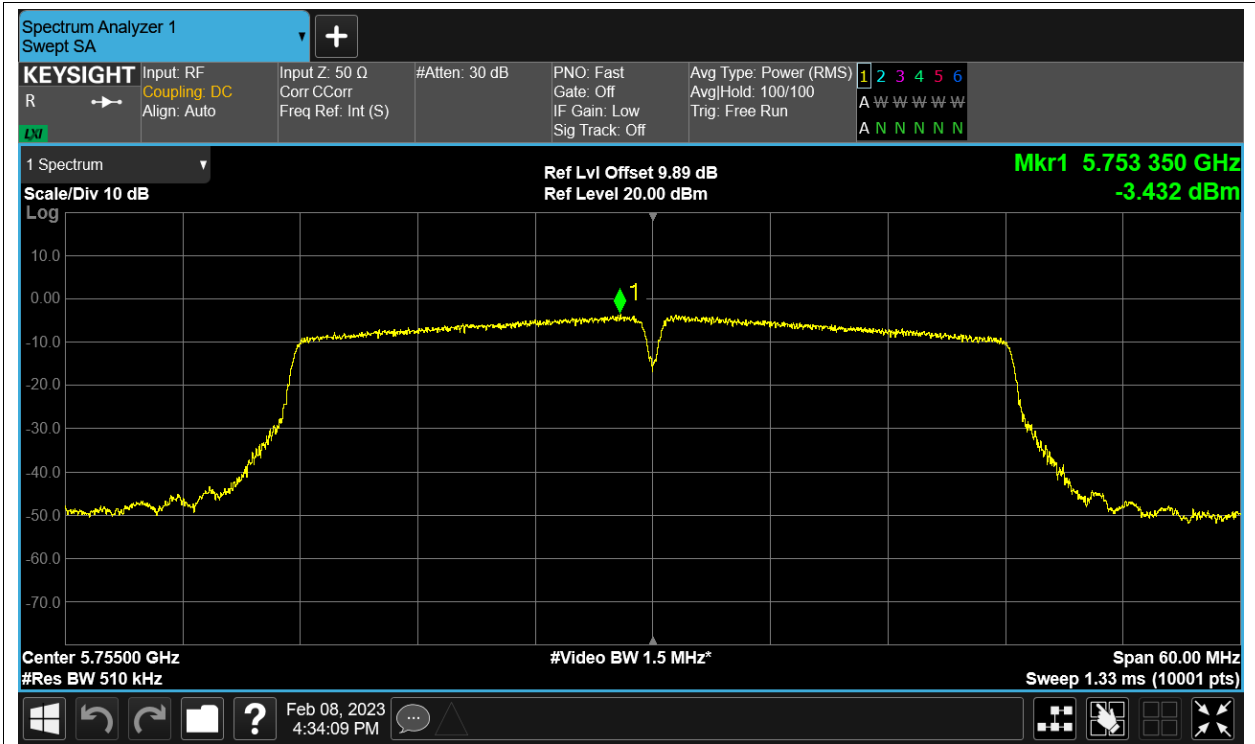 Spectrum Analyzer 1
Swept SA
KEYSIGHT
R
LXI
Input: RF
Coupling: DC
Align: Auto
Input Z: 50 Ω
Corr CCorr
Freq Ref: Int (S)
#Atten: 30 dB
PNO: Fast
Gate: Off
IF Gain: Low
Sig Track: Off
Avg Type: Power (RMS)
Avg|Hold: 100/100
Trig: Free Run
1 2 3 4 5 6
A W W W W W
A N N N N N
1 Spectrum
Scale/Div 10 dB
Log
Ref Lvl Offset 9.89 dB
Ref Level 20.00 dBm
Mkr1 5.753 350 GHz
-3.432 dBm
10.0
0.00
-10.0
-20.0
-30.0
-40.0
-50.0
-60.0
-70.0
1
Center 5.75500 GHz
#Res BW 510 kHz
#Video BW 1.5 MHz*
Span 60.00 MHz
Sweep 1.33 ms (10001 pts)
?
Feb 08, 2023
4:34:09 PM